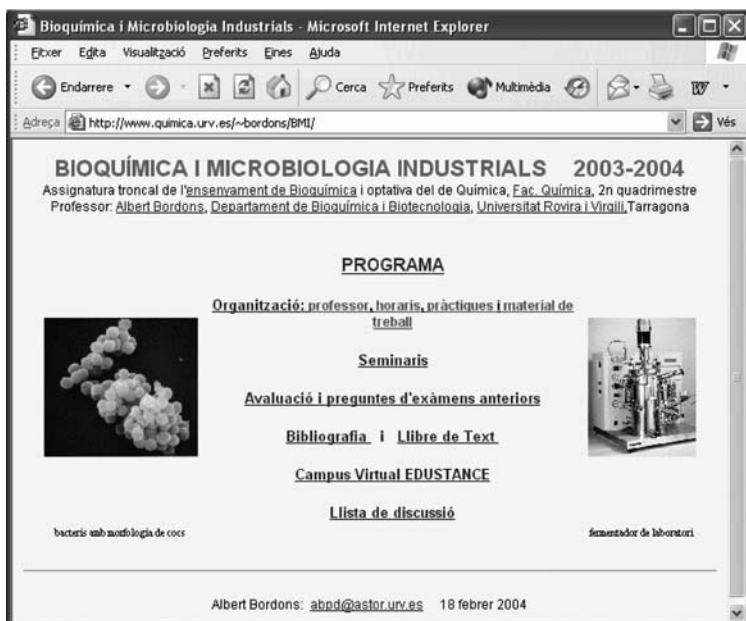 Bioquímica i Microbiologia Industrials - Microsoft Internet Explorer
Fitxer Edita Visualització Preferits Eines Ajuda
Endarrere Cerca Preferits Multimèdia
Adreça http://www.quimica.urv.es/~bordons/BMI/ Vés
BIOQUÍMICA I MICROBIOLOGIA INDUSTRIALS 2003-2004
Assignatura troncal de l'ensenyament de Bioquímica i optativa del de Química, Fac. Química, 2n quadrimestre
Professor: Albert Bordons, Departament de Bioquímica i Biotecnologia, Universitat Rovira i Virgili,Tarragona
PROGRAMA
Organització: professor, horaris, pràctiques i material de
treball
Seminaris
Avaluació i preguntes d'exàmens anteriors
Bibliografia i Llibre de Text
Campus Virtual EDUSTANCE
Llista de discussió
bacteris amb morfologia de cocs
fermentador de laboratori
Albert Bordons: abpd@astor.urv.es 18 febrer 2004